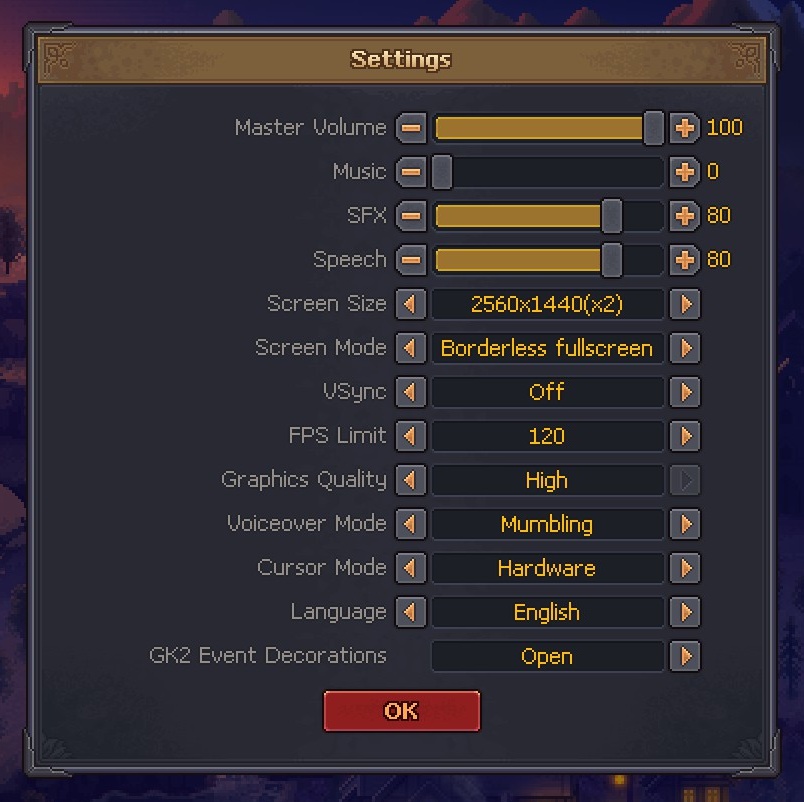 Settings
Master Volume 100
Music 0
SFX 80
Speech 80
Screen Size 2560x1440(x2)
Screen Mode Borderless fullscreen
VSync Off
FPS Limit 120
Graphics Quality High
Voiceover Mode Mumbling
Cursor Mode Hardware
Language English
GK2 Event Decorations Open
OK